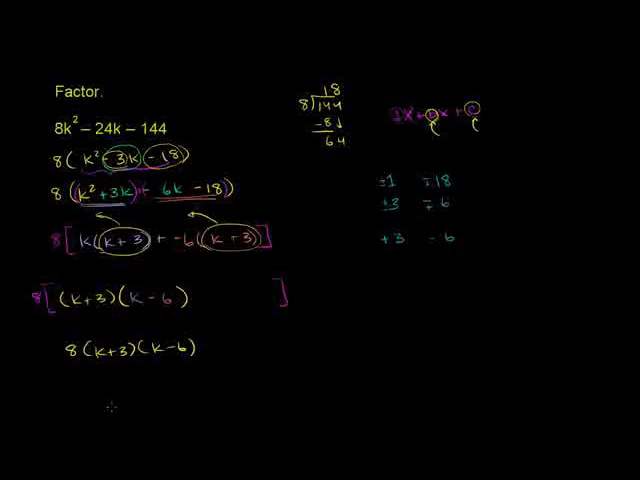 Factor.
8k² – 24k – 144
8(k² – 3k – 18)
8((k² + 3k) + - 6k – 18))
8[k(k + 3) + -6(k + 3)]
8[(k+3)(k – 6)]
8(k+3)(k – 6)
18
8)144
-8↓
64
1x² + bx + c
±1 ∓18
±3 ∓6
+3 -6